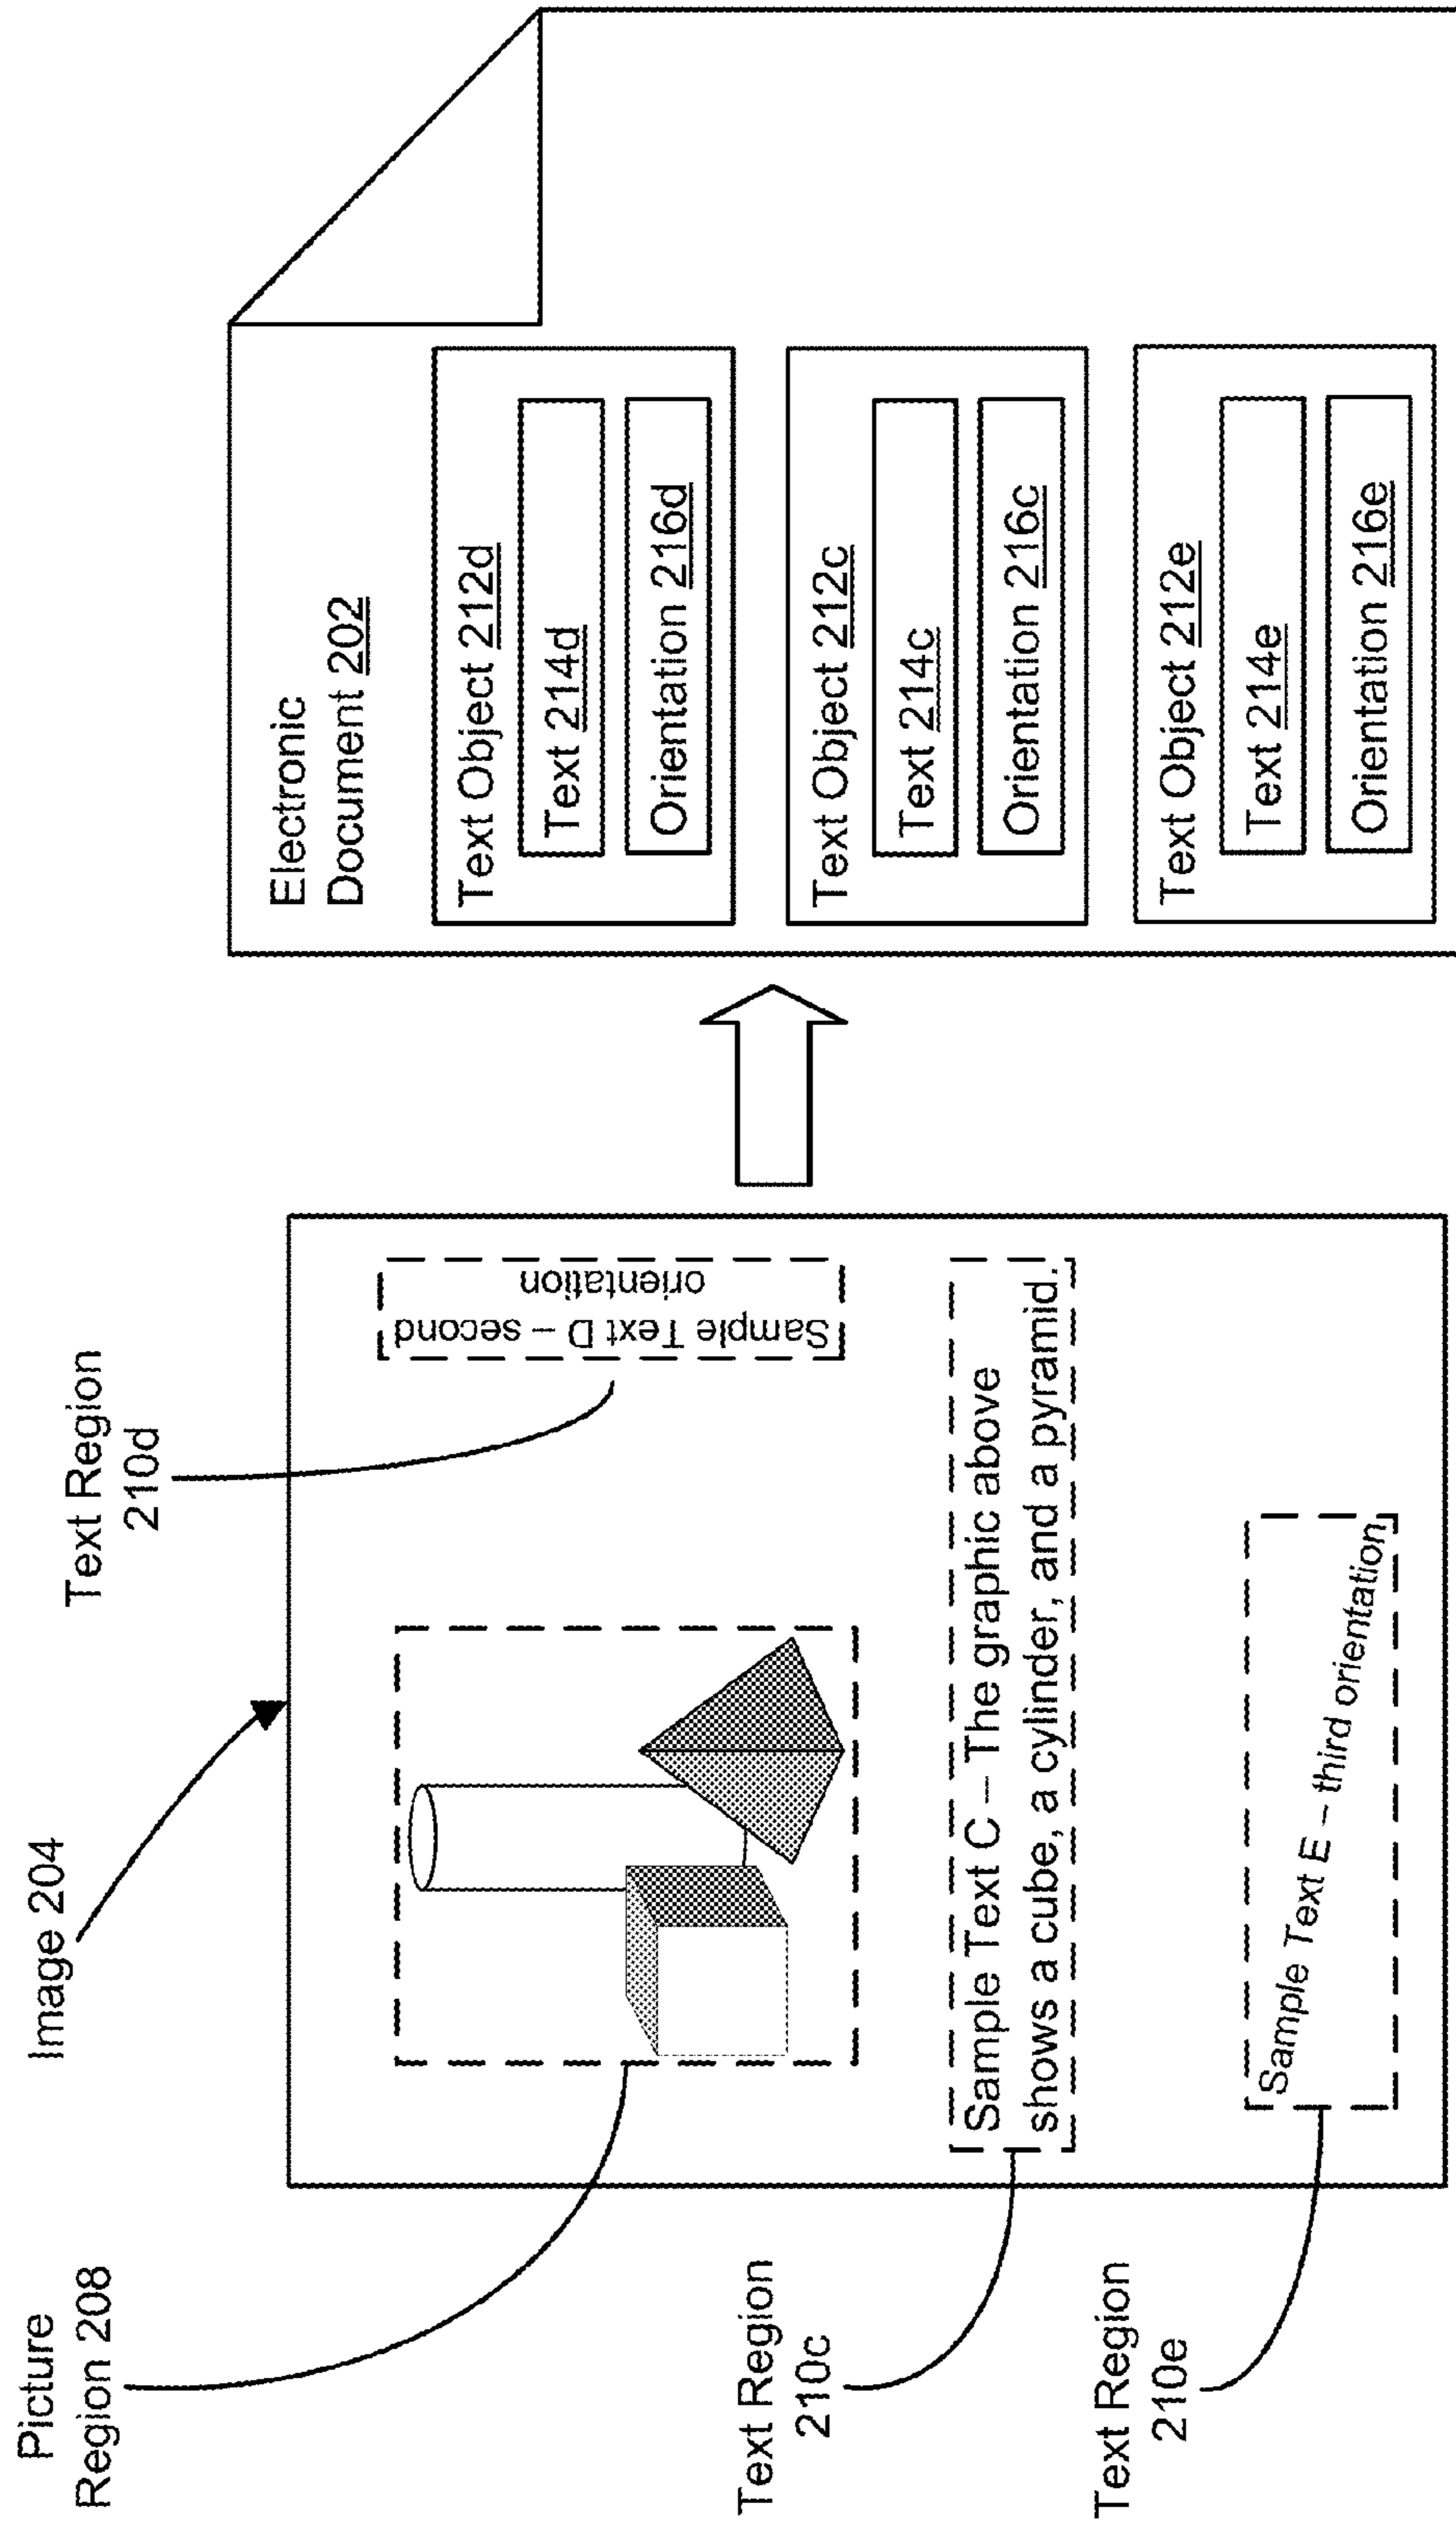 Picture
Region 208
Image 204
Text Region
210d
Sample Text D – second
orientation
Sample Text C – The graphic above
shows a cube, a cylinder, and a pyramid.
Sample Text E – third orientation
Text Region
210c
Text Region
210e
Electronic
Document 202
Text Object 212d
Text 214d
Orientation 216d
Text Object 212c
Text 214c
Orientation 216c
Text Object 212e
Text 214e
Orientation 216e